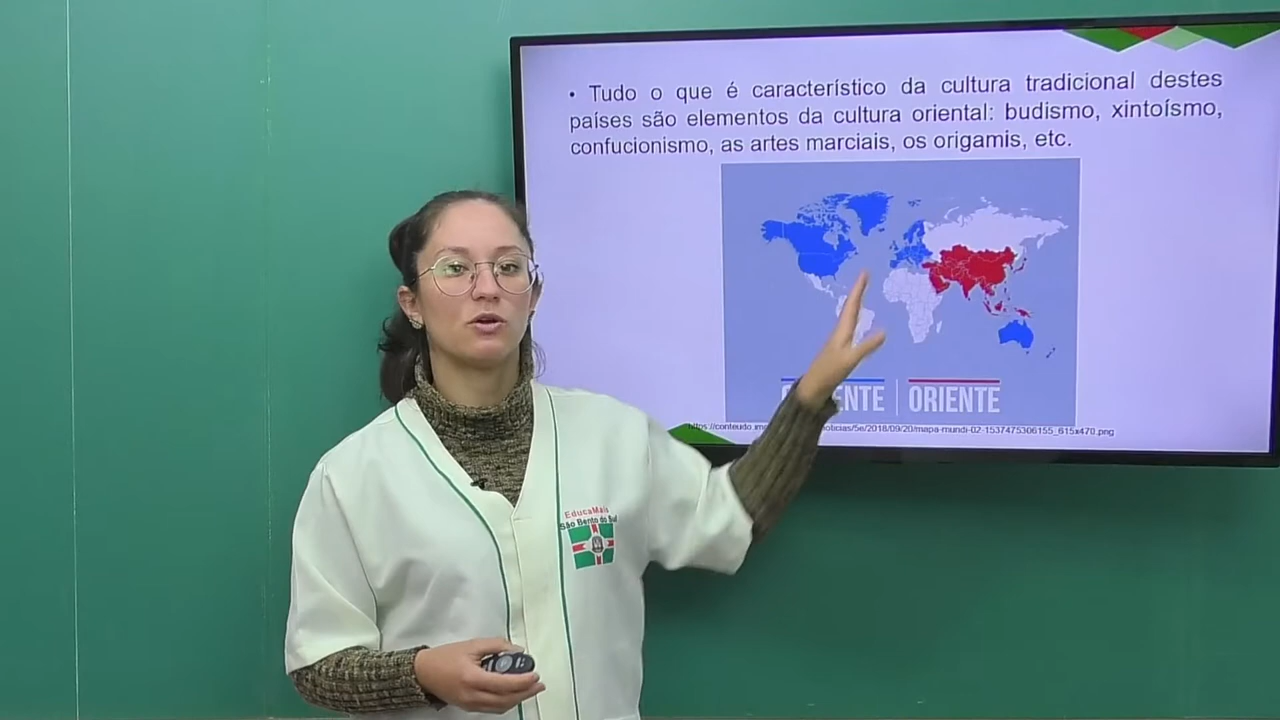 • Tudo o que é característico da cultura tradicional destes
países são elementos da cultura oriental: budismo, xintoísmo,
confucionismo, as artes marciais, os origamis, etc.
ORIENTE
EducaMais
São Bento do Sul